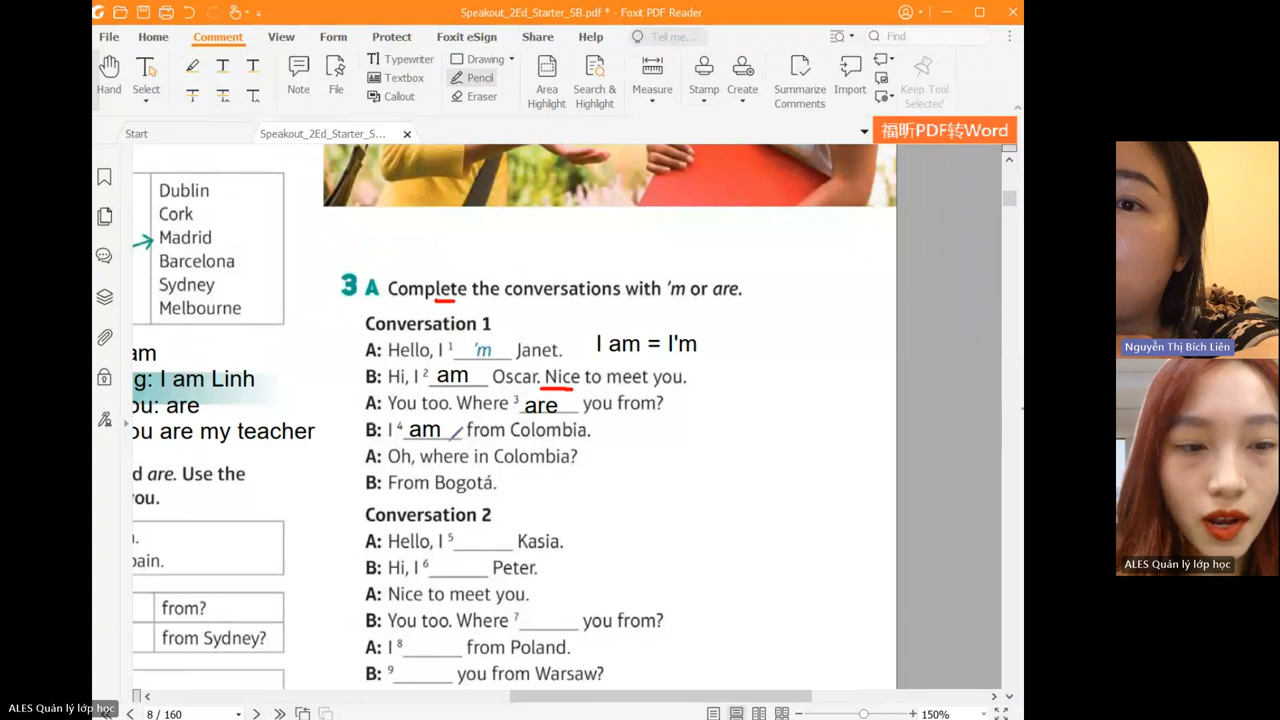 Speakout_2Ed_Starter_SB.pdf * - Foxit PDF Reader
File Home Comment View Form Protect Foxit eSign Share Help Tell me... Find
Hand Select Note File Typewriter Textbox Callout Drawing Pencil Eraser Area Highlight Search & Highlight Measure Stamp Create Summarize Comments Import Keep Tool Selected
Start Speakout_2Ed_Starter_S...
福昕PDF转Word
Dublin
Cork
Madrid
Barcelona
Sydney
Melbourne
am
g: I am Linh
ou: are
ou are my teacher
d are. Use the
ou.
n.
pain.
from?
from Sydney?
3 A Complete the conversations with 'm or are.
Conversation 1
A: Hello, I 1 'm Janet. I am = I'm
B: Hi, I 2 am Oscar. Nice to meet you.
A: You too. Where 3 are you from?
B: I 4 am from Colombia.
A: Oh, where in Colombia?
B: From Bogotá.
Conversation 2
A: Hello, I 5______ Kasia.
B: Hi, I 6______ Peter.
A: Nice to meet you.
B: You too. Where 7______ you from?
A: I 8______ from Poland.
B: 9______ you from Warsaw?
Nguyễn Thị Bích Liên
ALES Quản lý lớp học
ALES Quản lý lớp học
8 / 160
150%